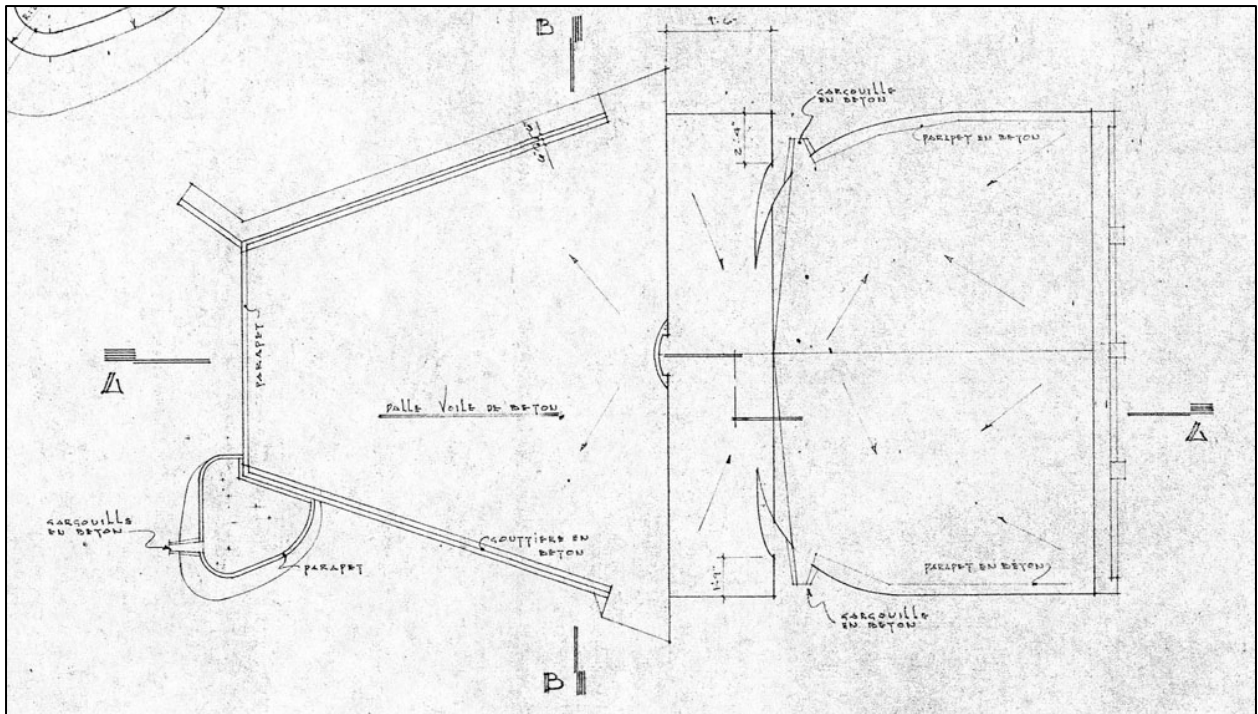 B
GARGOUILLE
EN BETON
PARAPET EN BETON
PARAPET
A
DALLE VOILE DE BETON
A
GARGOUILLE
EN BETON
GOUTTIERE EN
BETON
PARAPET
PARAPET EN BETON
GARGOUILLE
EN BETON
B